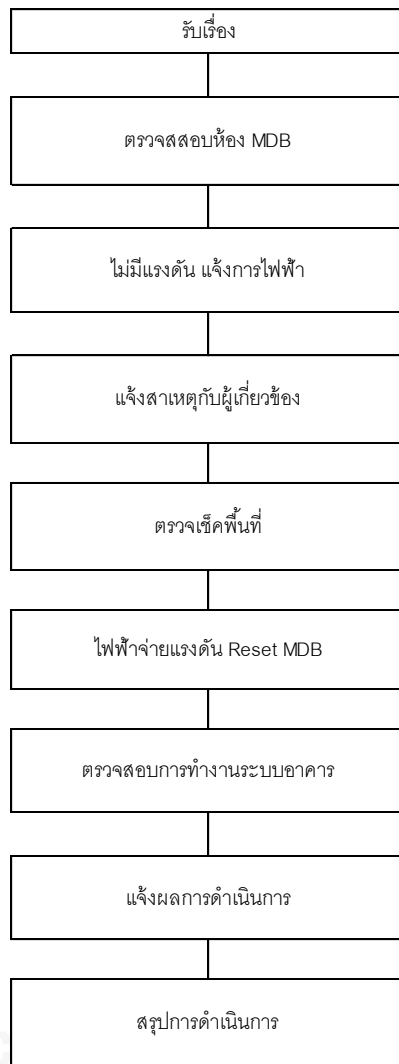 รับเรื่อง
ตรวจสสอบห้อง MDB
ไม่มีแรงดัน แจ้งการไฟฟ้า
แจ้งสาเหตุกับผู้เกี่ยวข้อง
ตรวจเช็คพื้นที่
ไฟฟ้าจ่ายแรงดัน Reset MDB
ตรวจสอบการทำงานระบบอาคาร
แจ้งผลการดำเนินการ
สรุปการดำเนินการ